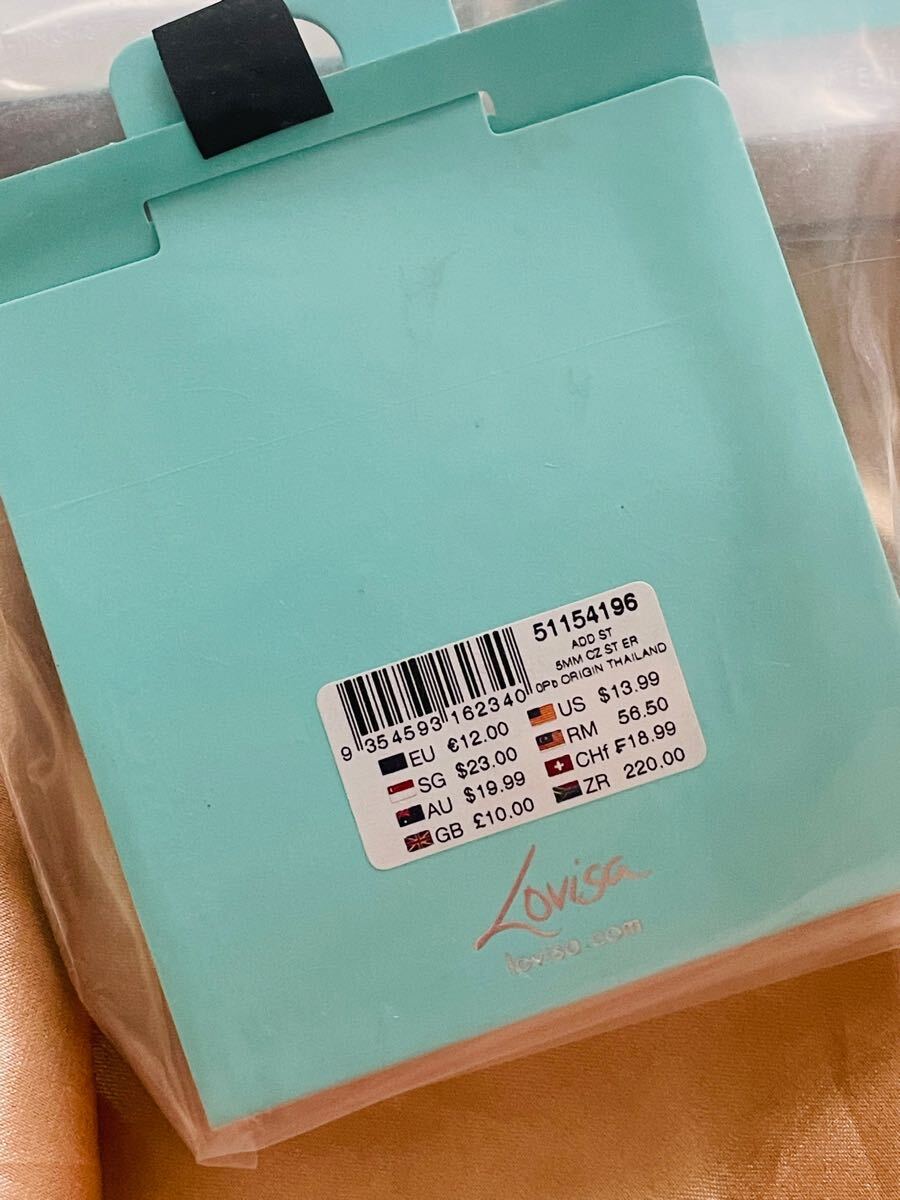 51154196
ADD ST
5MM CZ ST ER
0Pb ORIGIN THAILAND
9 354593 162340
EU €12.00
US $13.99
SG $23.00
RM 56.50
AU $19.99
CHf ₣18.99
GB £10.00
ZR 220.00
Lovisa
lovisa.com